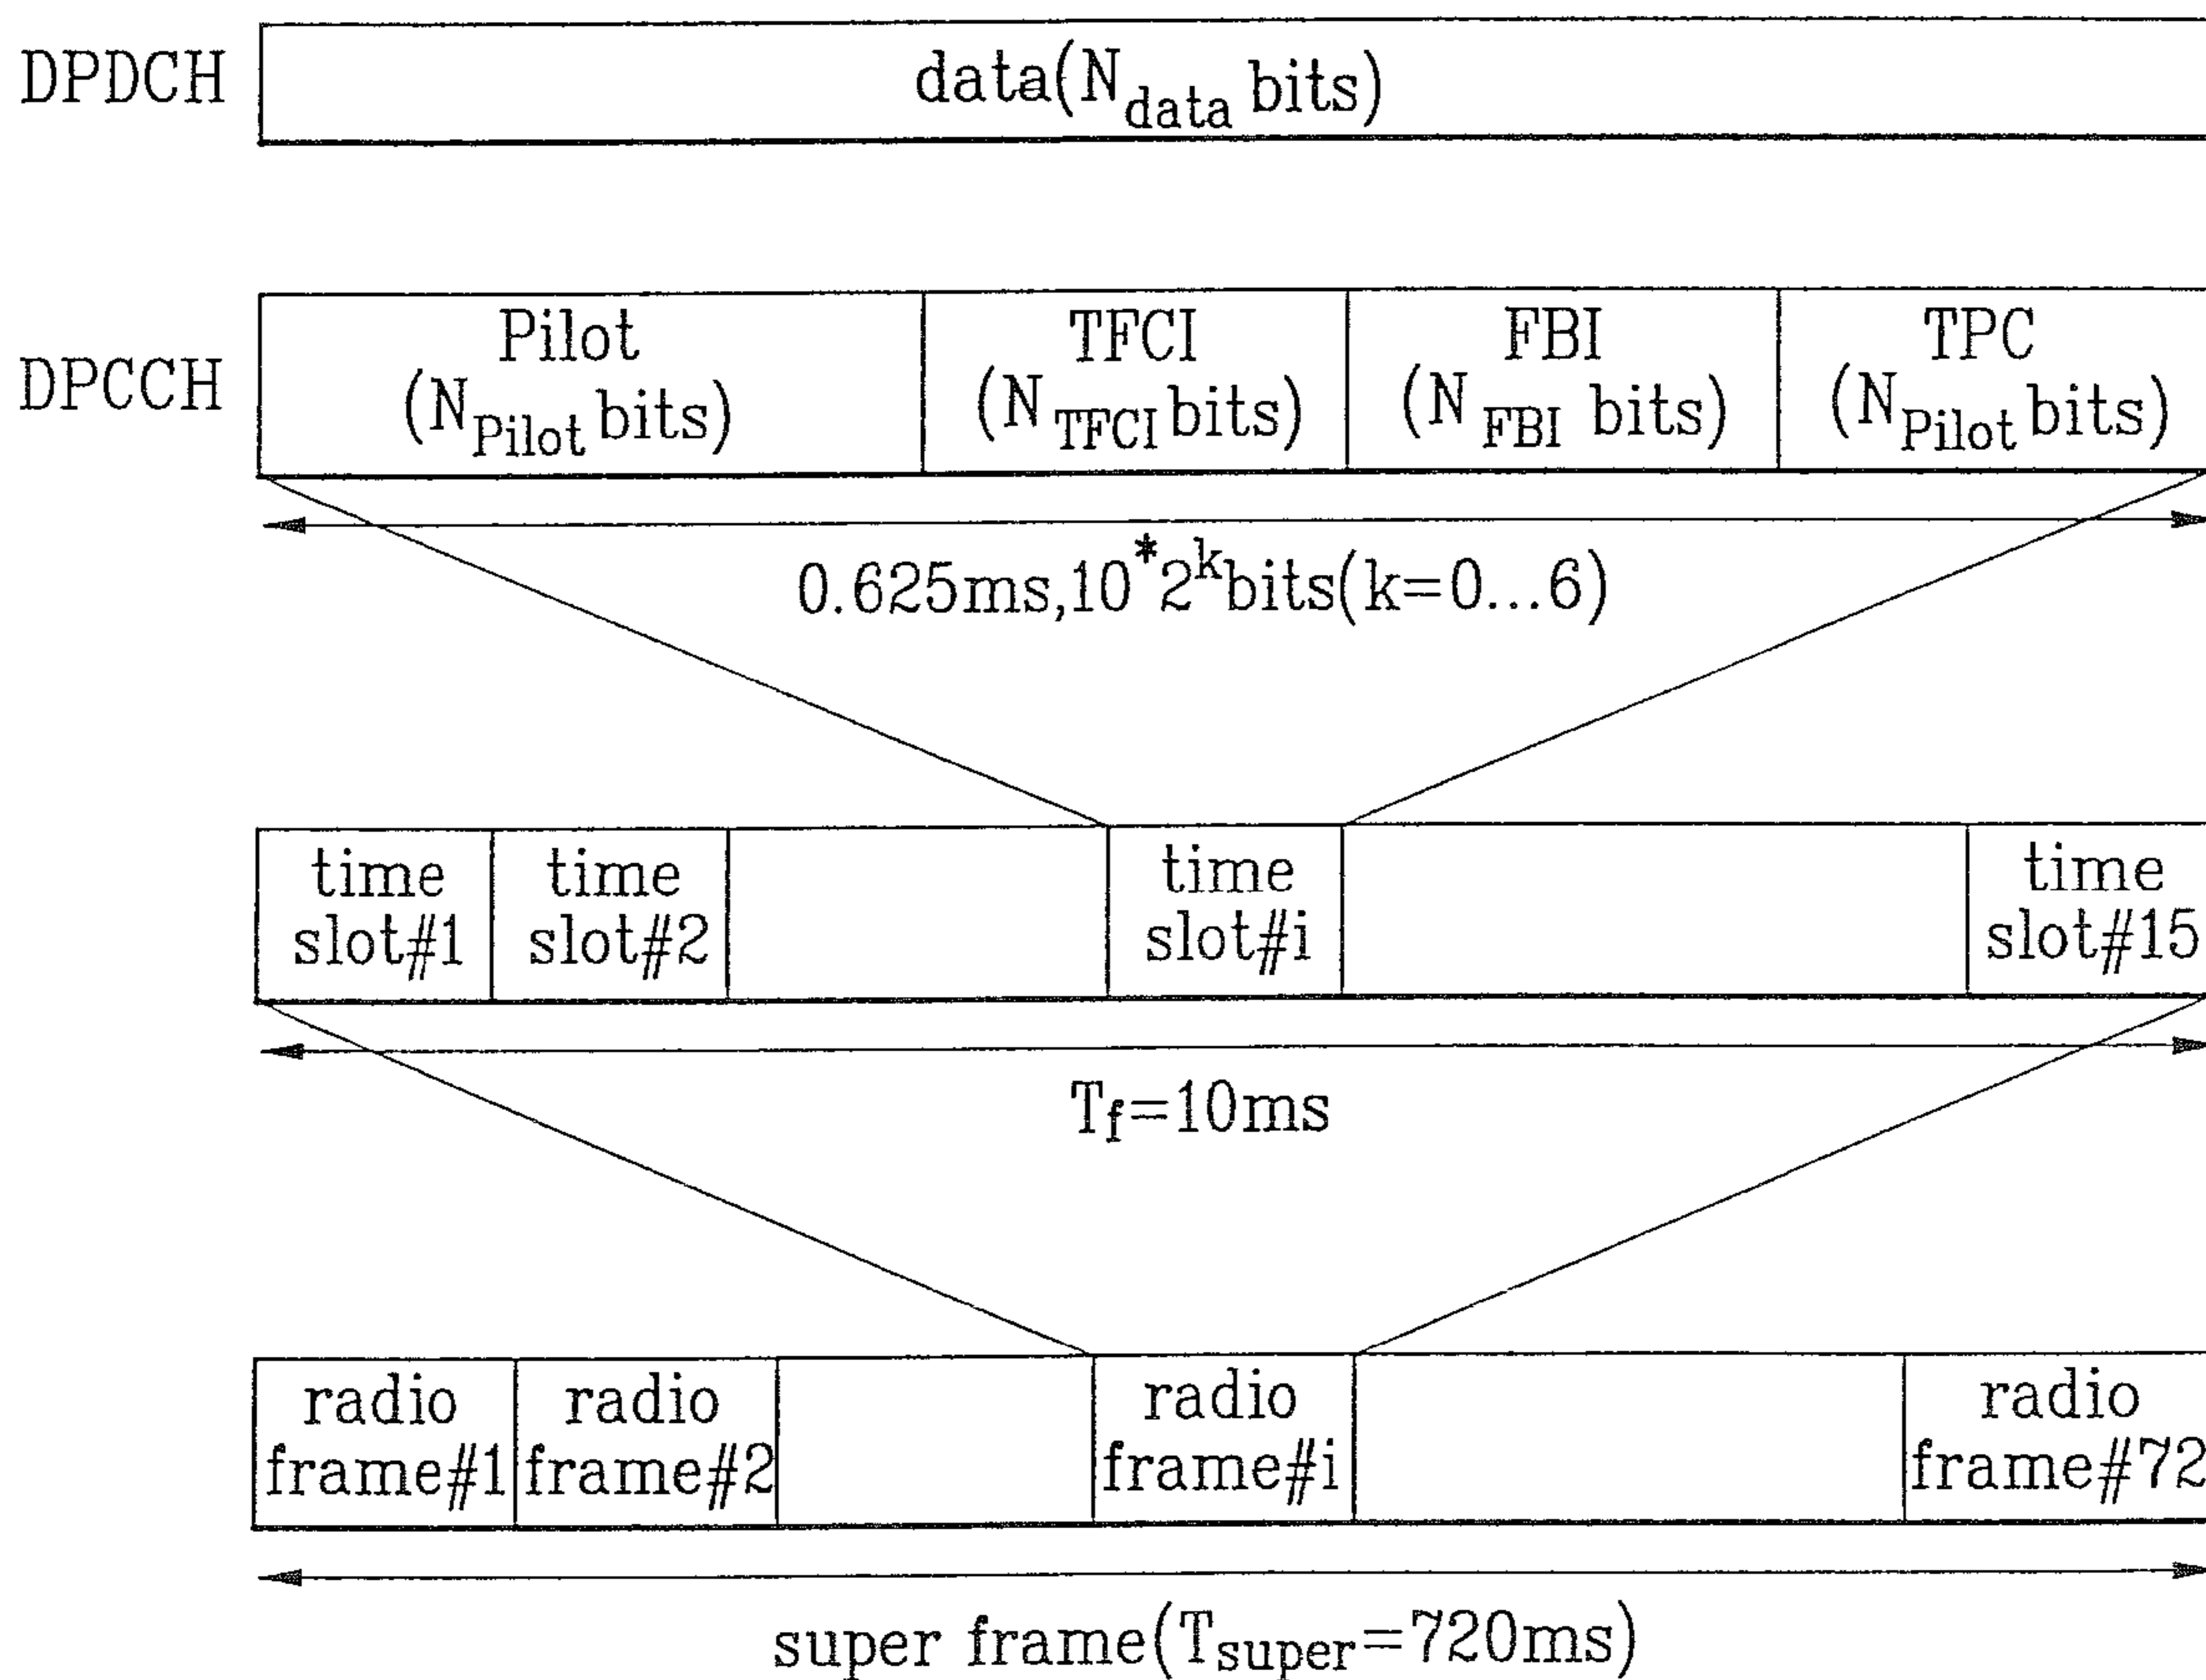 DPDCH
data(N_data bits)
DPCCH
Pilot
(N_Pilot bits)
TFCI
(N_TFCI bits)
FBI
(N_FBI bits)
TPC
(N_Pilot bits)
0.625ms,10*2^k bits(k=0...6)
time
slot#1
time
slot#2
time
slot#i
time
slot#15
T_f=10ms
radio
frame#1
radio
frame#2
radio
frame#i
radio
frame#72
super frame(T_super=720ms)